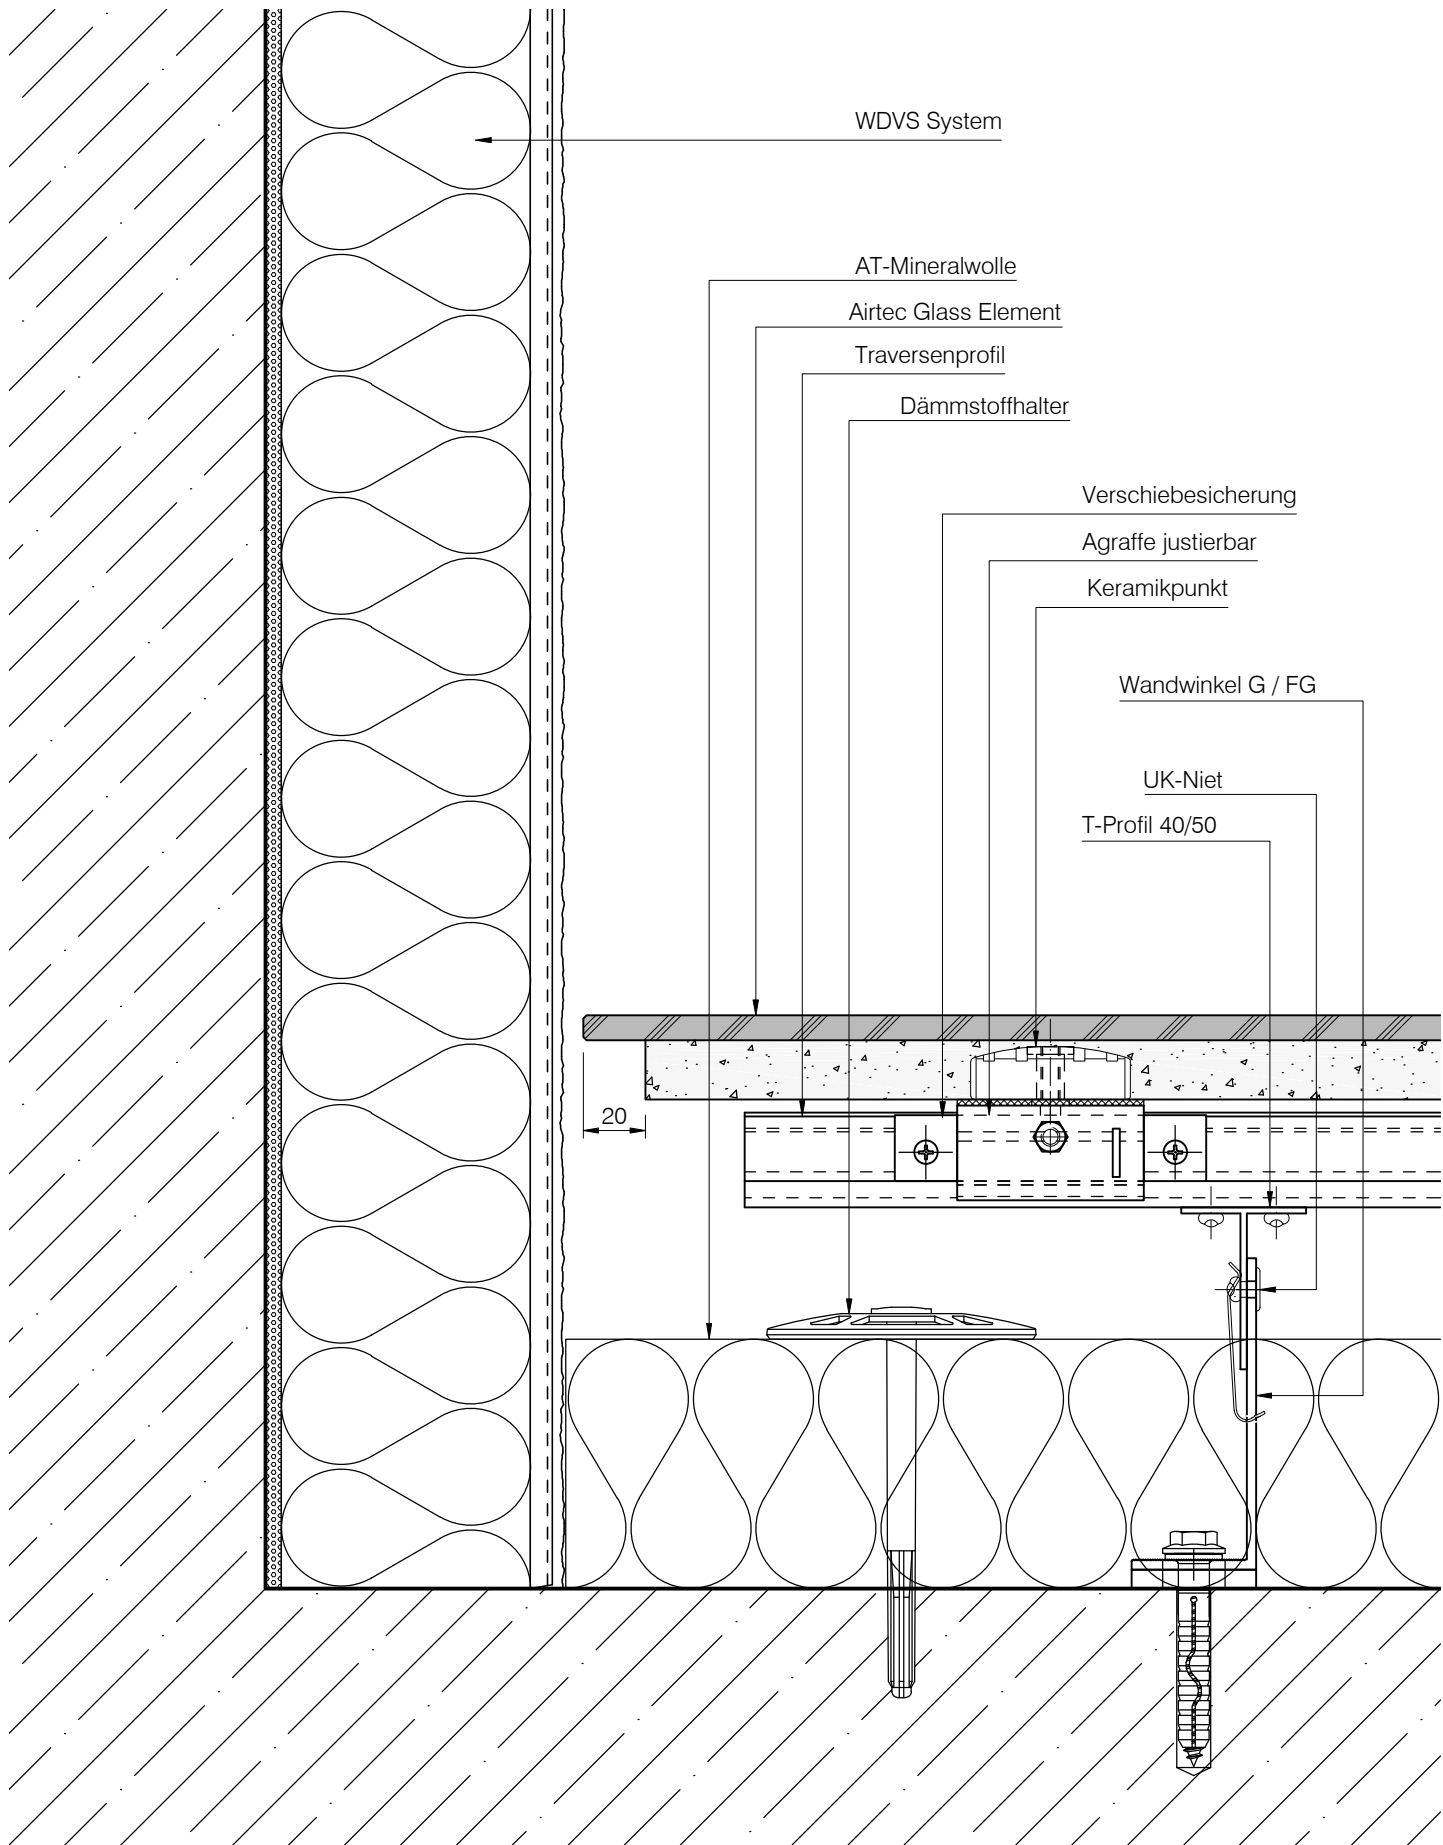 WDVS System
AT-Mineralwolle
Airtec Glass Element
Traversenprofil
Dämmstoffhalter
Verschiebesicherung
Agraffe justierbar
Keramikpunkt
Wandwinkel G / FG
UK-Niet
T-Profil 40/50
20